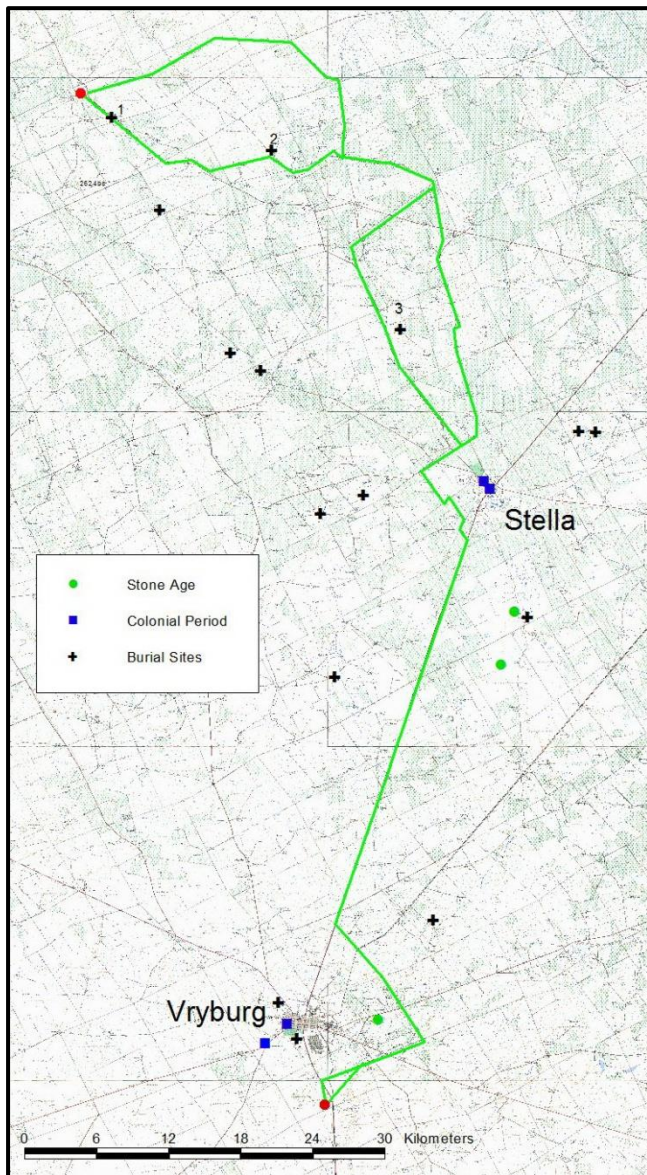 1
2
3
Stella
Stone Age
Colonial Period
Burial Sites
Vryburg
0 6 12 18 24 30 Kilometers